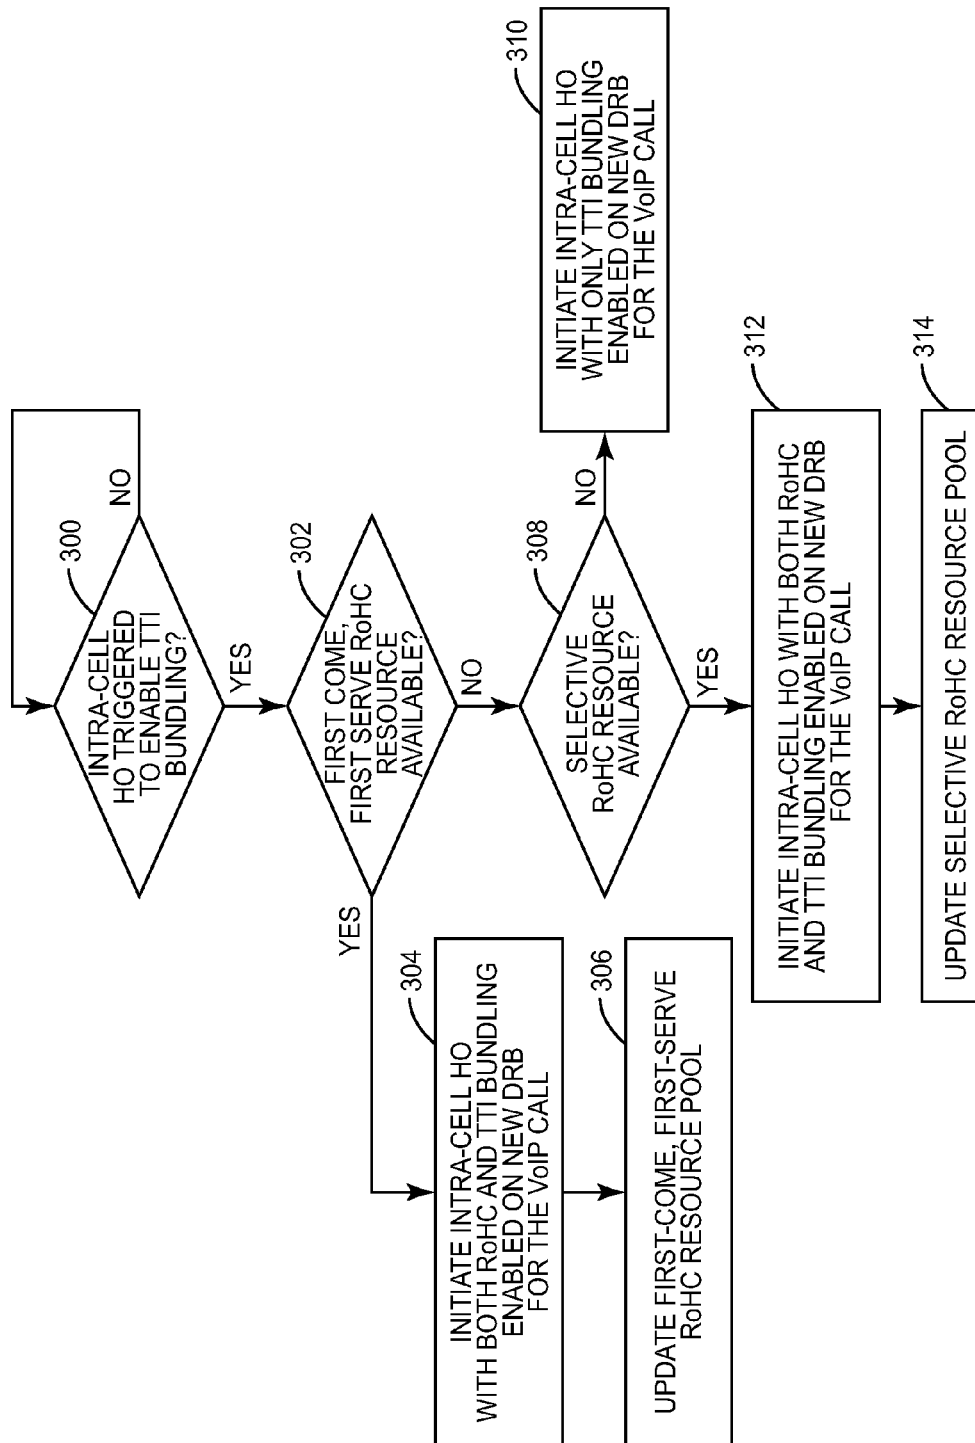 300
INTRA-CELL
HO TRIGGERED
TO ENABLE TTI
BUNDLING?
NO
YES
302
FIRST COME,
FIRST SERVE RoHC
RESOURCE
AVAILABLE?
YES
NO
304
INITIATE INTRA-CELL HO
WITH BOTH RoHC AND TTI BUNDLING
ENABLED ON NEW DRB
FOR THE VoIP CALL
306
UPDATE FIRST-COME, FIRST-SERVE
RoHC RESOURCE POOL
308
SELECTIVE
RoHC RESOURCE
AVAILABLE?
NO
YES
310
INITIATE INTRA-CELL HO
WITH ONLY TTI BUNDLING
ENABLED ON NEW DRB
FOR THE VoIP CALL
312
INITIATE INTRA-CELL HO WITH BOTH RoHC
AND TTI BUNDLING ENABLED ON NEW DRB
FOR THE VoIP CALL
314
UPDATE SELECTIVE RoHC RESOURCE POOL